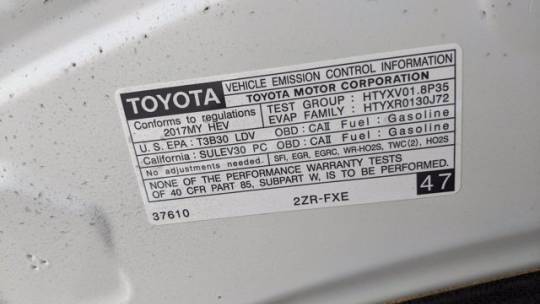 VEHICLE EMISSION CONTROL INFORMATION
TOYOTA TOYOTA MOTOR CORPORATION
Conforms to regulations TEST GROUP : HTYXV01.8P35
2017MY HEV EVAP FAMILY : HTYXR0130J72
U.S. EPA : T3B30 LDV OBD : CAⅡ Fuel : Gasoline
California : SULEV30 PC OBD : CAⅡ Fuel : Gasoline
No adjustments needed. SFI, EGR, EGRC, WR-HO2S, TWC(2), HO2S
NONE OF THE PERFORMANCE WARRANTY TESTS
OF 40 CFR PART 85, SUBPART W, IS TO BE PERFORMED.
47
37610 2ZR-FXE